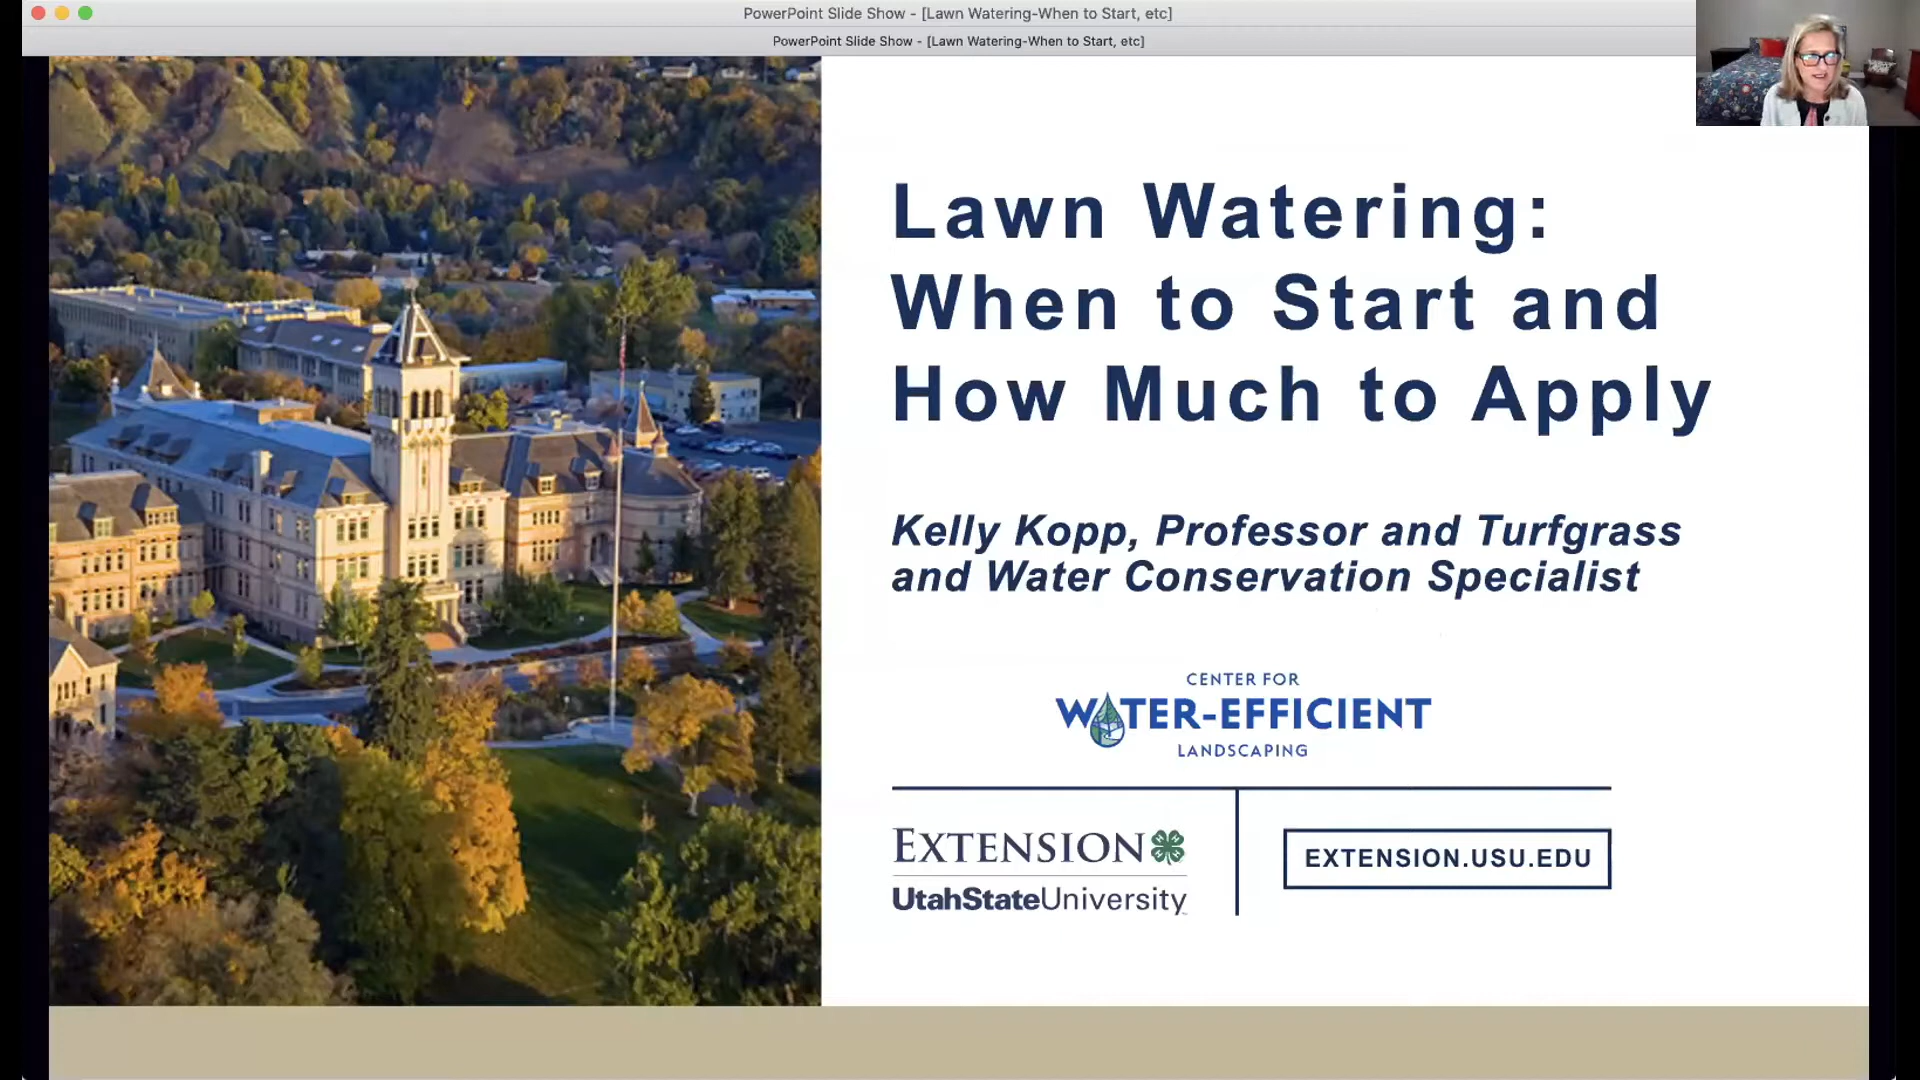 PowerPoint Slide Show - [Lawn Watering-When to Start, etc]
PowerPoint Slide Show - [Lawn Watering-When to Start, etc]
Lawn Watering:
When to Start and
How Much to Apply
Kelly Kopp, Professor and Turfgrass
and Water Conservation Specialist
CENTER FOR
WATER-EFFICIENT
LANDSCAPING
EXTENSION
UtahStateUniversity
EXTENSION.USU.EDU